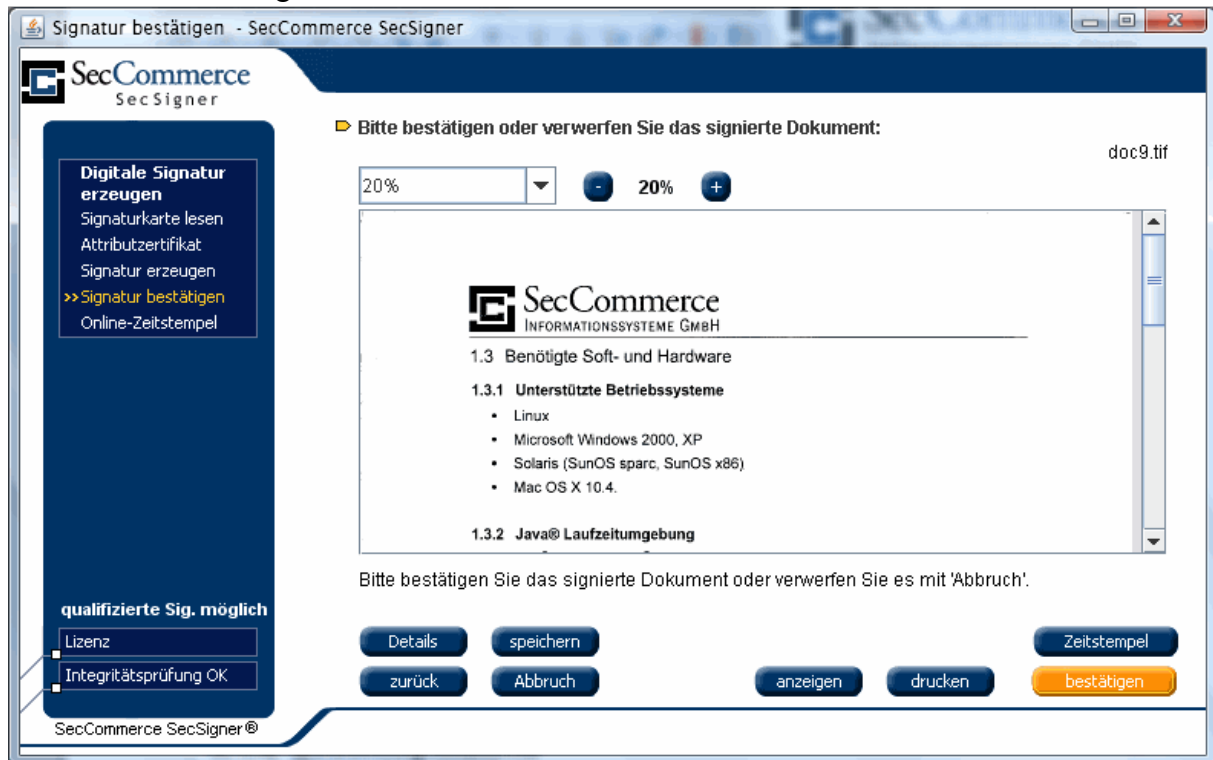 Signatur bestätigen - SecCommerce SecSigner
SecCommerce
SecSigner
Bitte bestätigen oder verwerfen Sie das signierte Dokument:
doc9.tif
Digitale Signatur
erzeugen
Signaturkarte lesen
Attributzertifikat
Signatur erzeugen
>> Signatur bestätigen
Online-Zeitstempel
20%
-
20%
+
SecCommerce
INFORMATIONSSYSTEME GMBH
1.3 Benötigte Soft- und Hardware
1.3.1 Unterstützte Betriebssysteme
• Linux
• Microsoft Windows 2000, XP
• Solaris (SunOS sparc, SunOS x86)
• Mac OS X 10.4.
1.3.2 Java® Laufzeitumgebung
Bitte bestätigen Sie das signierte Dokument oder verwerfen Sie es mit 'Abbruch'.
qualifizierte Sig. möglich
Lizenz
Integritätsprüfung OK
Details
speichern
Zeitstempel
zurück
Abbruch
anzeigen
drucken
bestätigen
SecCommerce SecSigner®